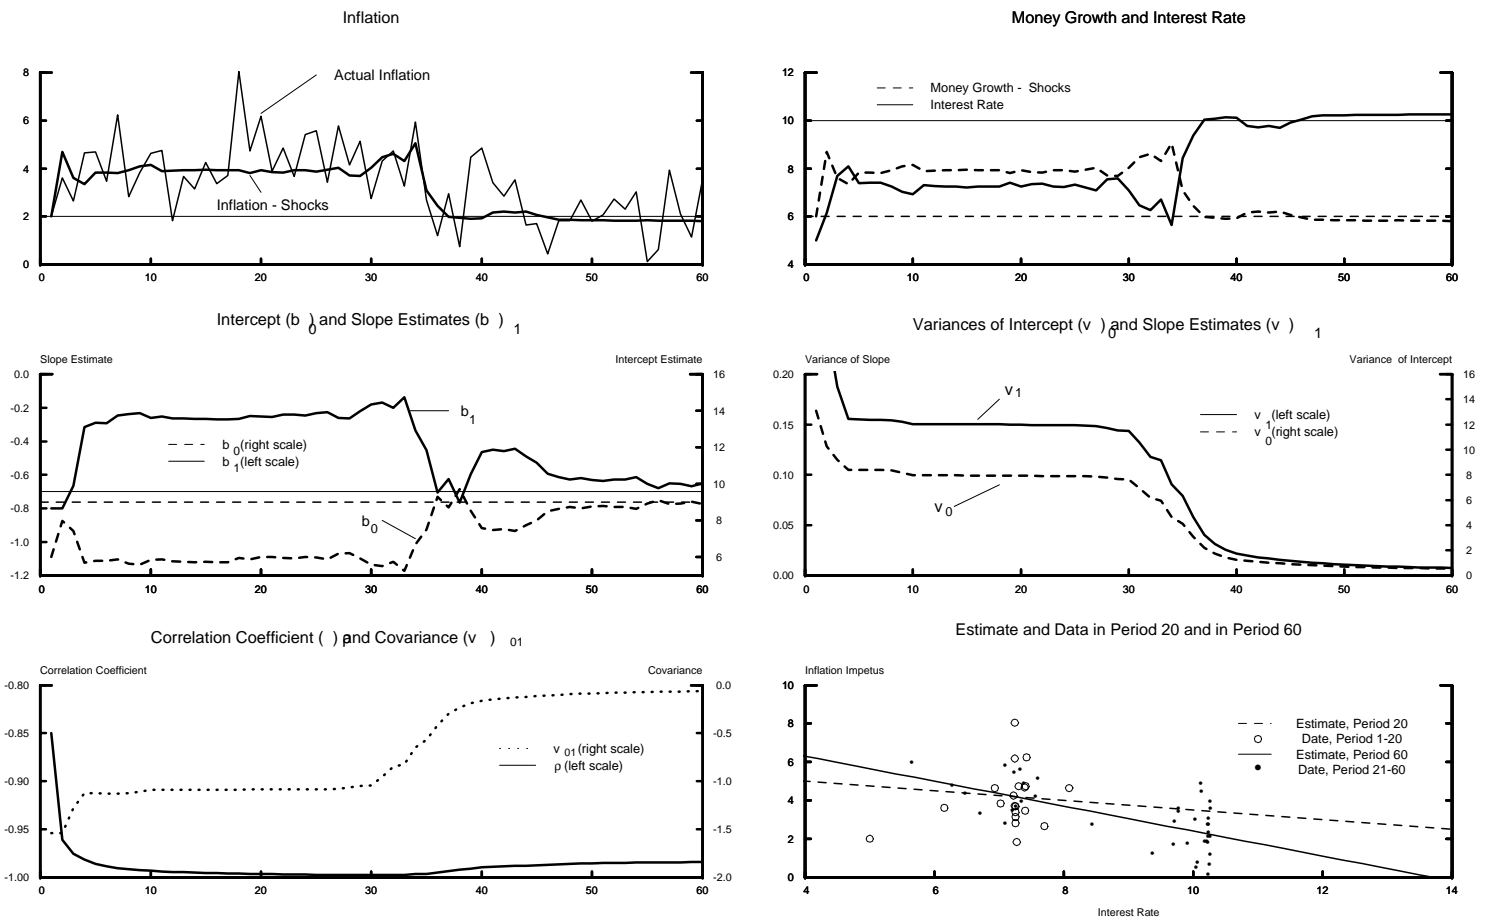 Inflation
8
6
4
2
0
Actual Inflation
Inflation - Shocks
0 10 20 30 40 50 60
Money Growth and Interest Rate
12
10
8
6
4
Money Growth - Shocks
Interest Rate
0 10 20 30 40 50 60
Intercept (b 0) and Slope Estimates (b 1)
Slope Estimate
Intercept Estimate
0.0
-0.2
-0.4
-0.6
-0.8
-1.0
-1.2
16
14
12
10
8
6
b 1
b 0 (right scale)
b 1 (left scale)
b 0
0 10 20 30 40 50 60
Variances of Intercept (v 0) and Slope Estimates (v 1)
Variance of Slope
Variance of Intercept
0.20
0.15
0.10
0.05
0.00
16
14
12
10
8
6
4
2
0
v 1
v 1 (left scale)
v 0 (right scale)
v 0
0 10 20 30 40 50 60
Correlation Coefficient (ρ) and Covariance (v 01)
Correlation Coefficient
Covariance
-0.80
-0.85
-0.90
-0.95
-1.00
0.0
-0.5
-1.0
-1.5
-2.0
v 01 (right scale)
ρ (left scale)
0 10 20 30 40 50 60
Estimate and Data in Period 20 and in Period 60
Inflation Impetus
10
8
6
4
2
0
Estimate, Period 20
Date, Period 1-20
Estimate, Period 60
Date, Period 21-60
4 6 8 10 12 14
Interest Rate